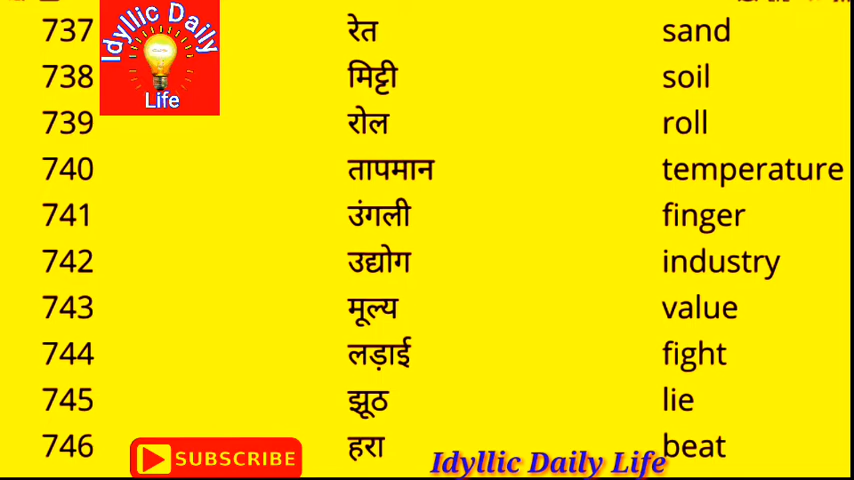 Idyllic Daily
Life
737 रेत sand
738 मिट्टी soil
739 रोल roll
740 तापमान temperature
741 उंगली finger
742 उद्योग industry
743 मूल्य value
744 लड़ाई fight
745 झूठ lie
746 हरा beat
SUBSCRIBE
Idyllic Daily Life